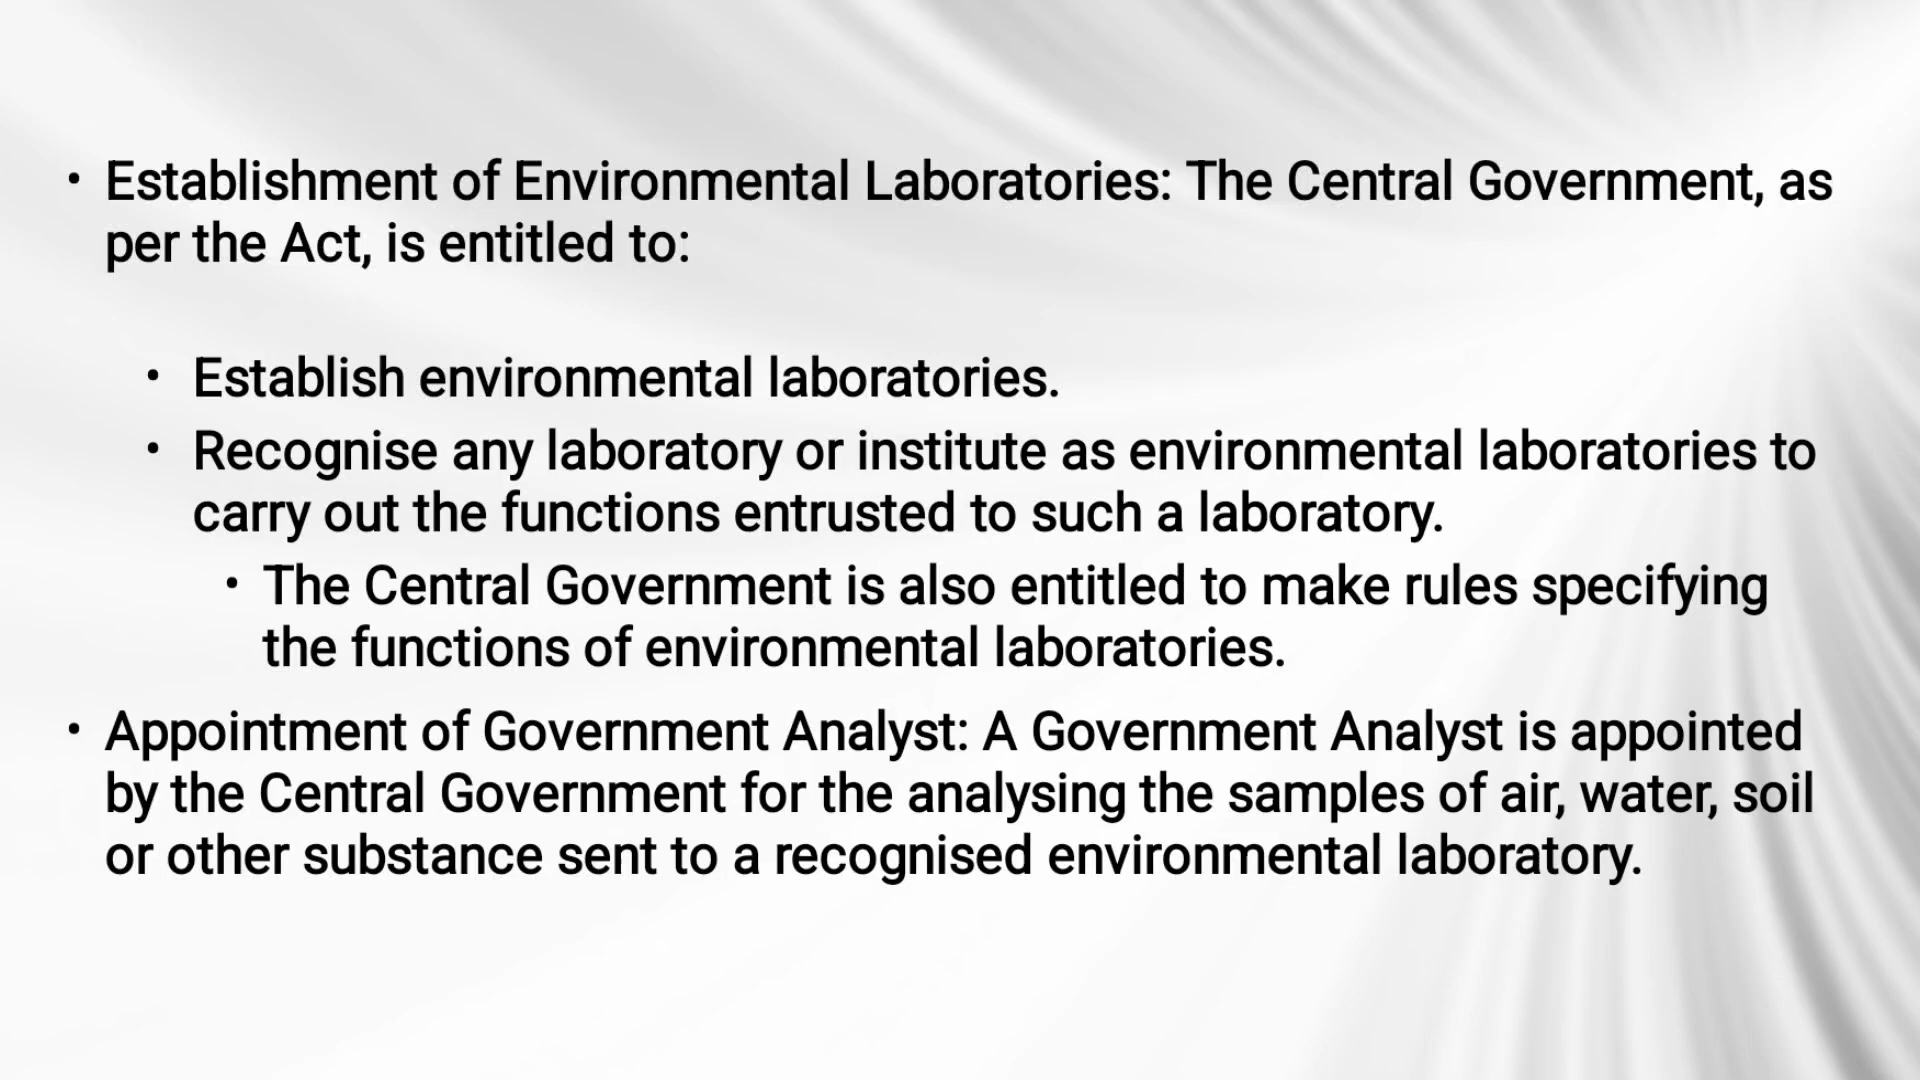 • Establishment of Environmental Laboratories: The Central Government, as
per the Act, is entitled to:
• Establish environmental laboratories.
• Recognise any laboratory or institute as environmental laboratories to
carry out the functions entrusted to such a laboratory.
• The Central Government is also entitled to make rules specifying
the functions of environmental laboratories.
• Appointment of Government Analyst: A Government Analyst is appointed
by the Central Government for the analysing the samples of air, water, soil
or other substance sent to a recognised environmental laboratory.